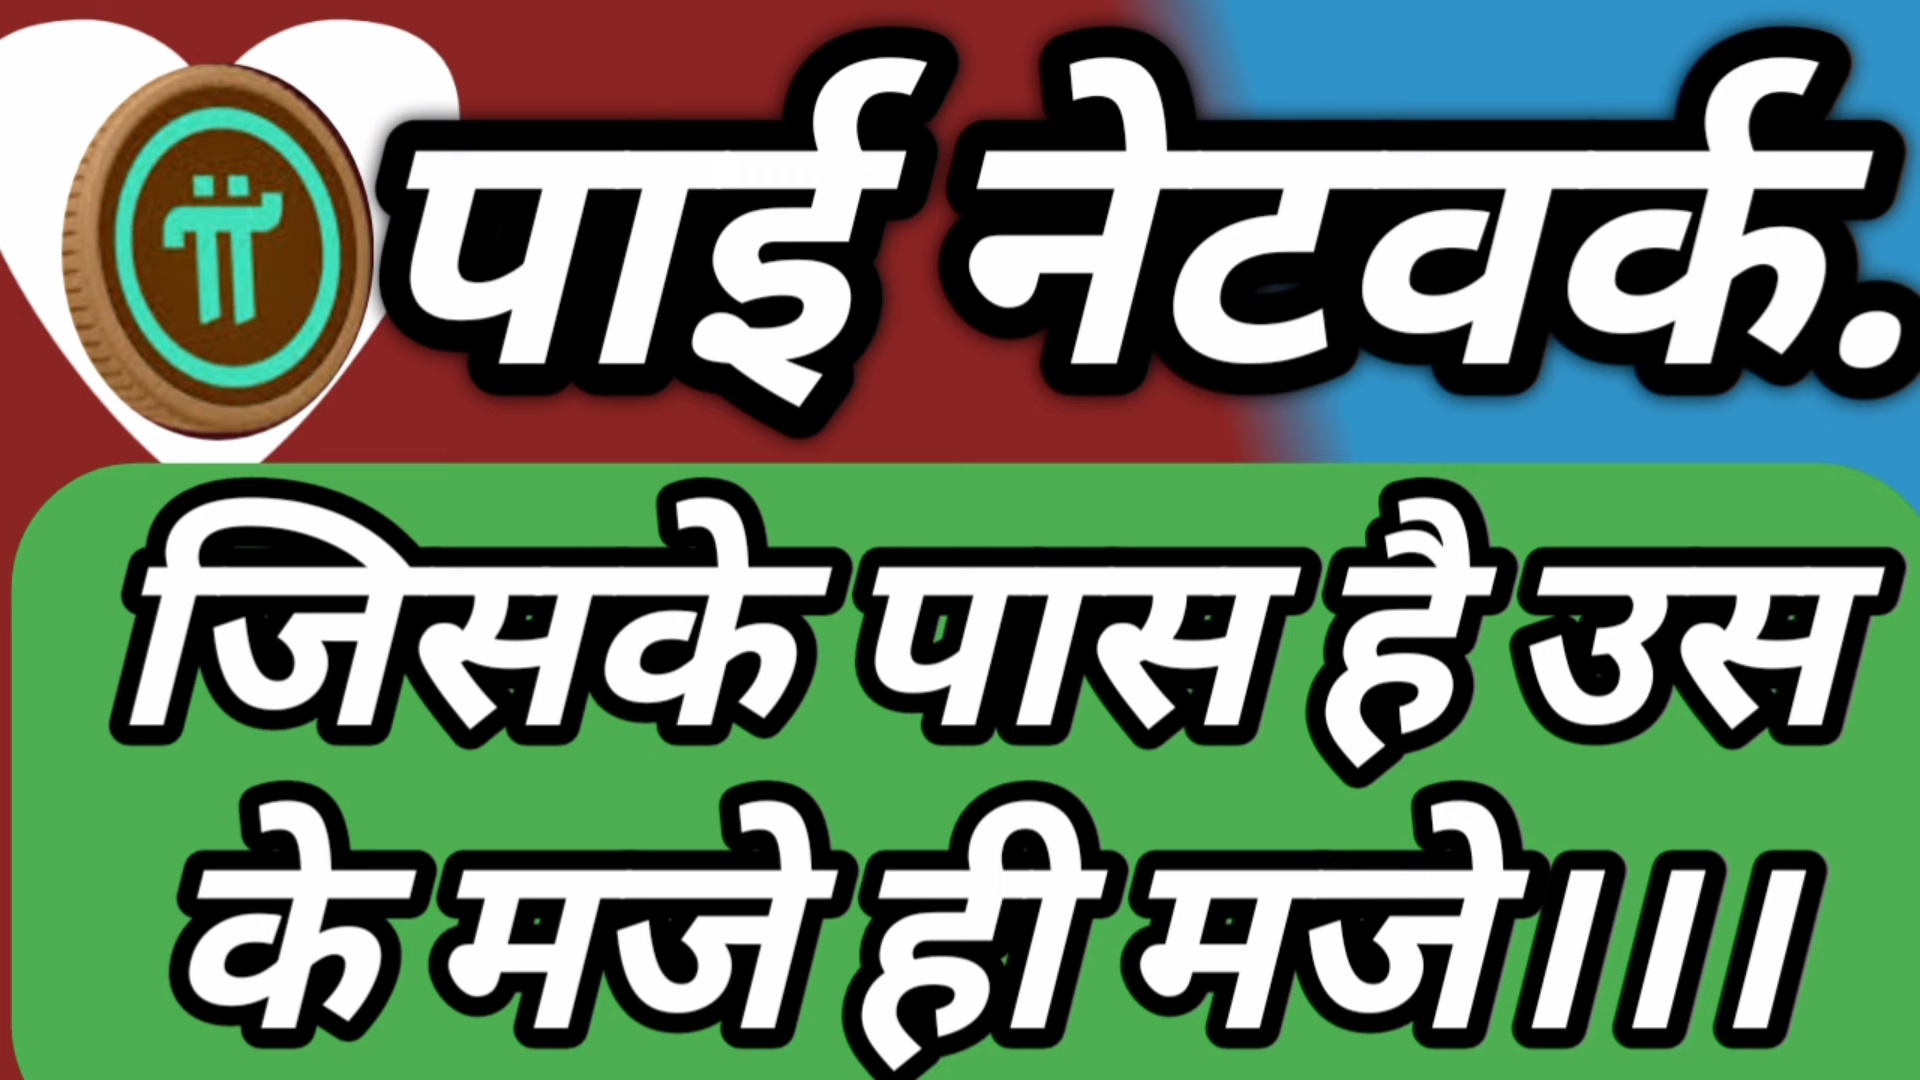 पाई नेटवर्क.
जिसके पास है उस
के मजे ही मजे।।।